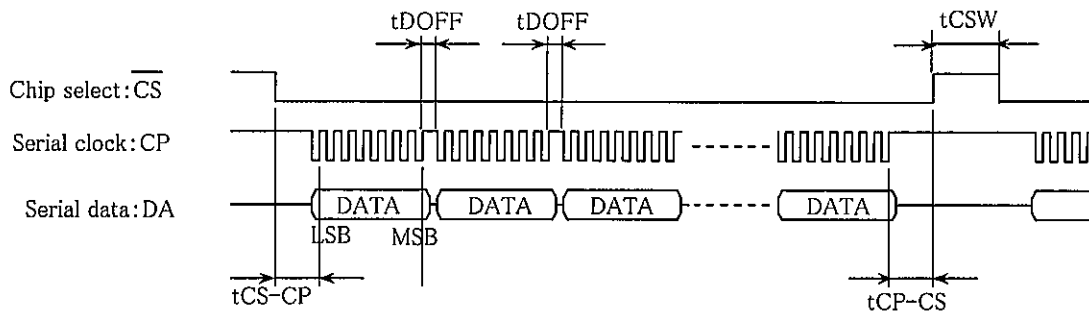 tDOFF tDOFF tCSW
Chip select:CS
Serial clock:CP
Serial data:DA DATA DATA DATA DATA
LSB MSB
tCS-CP tCP-CS